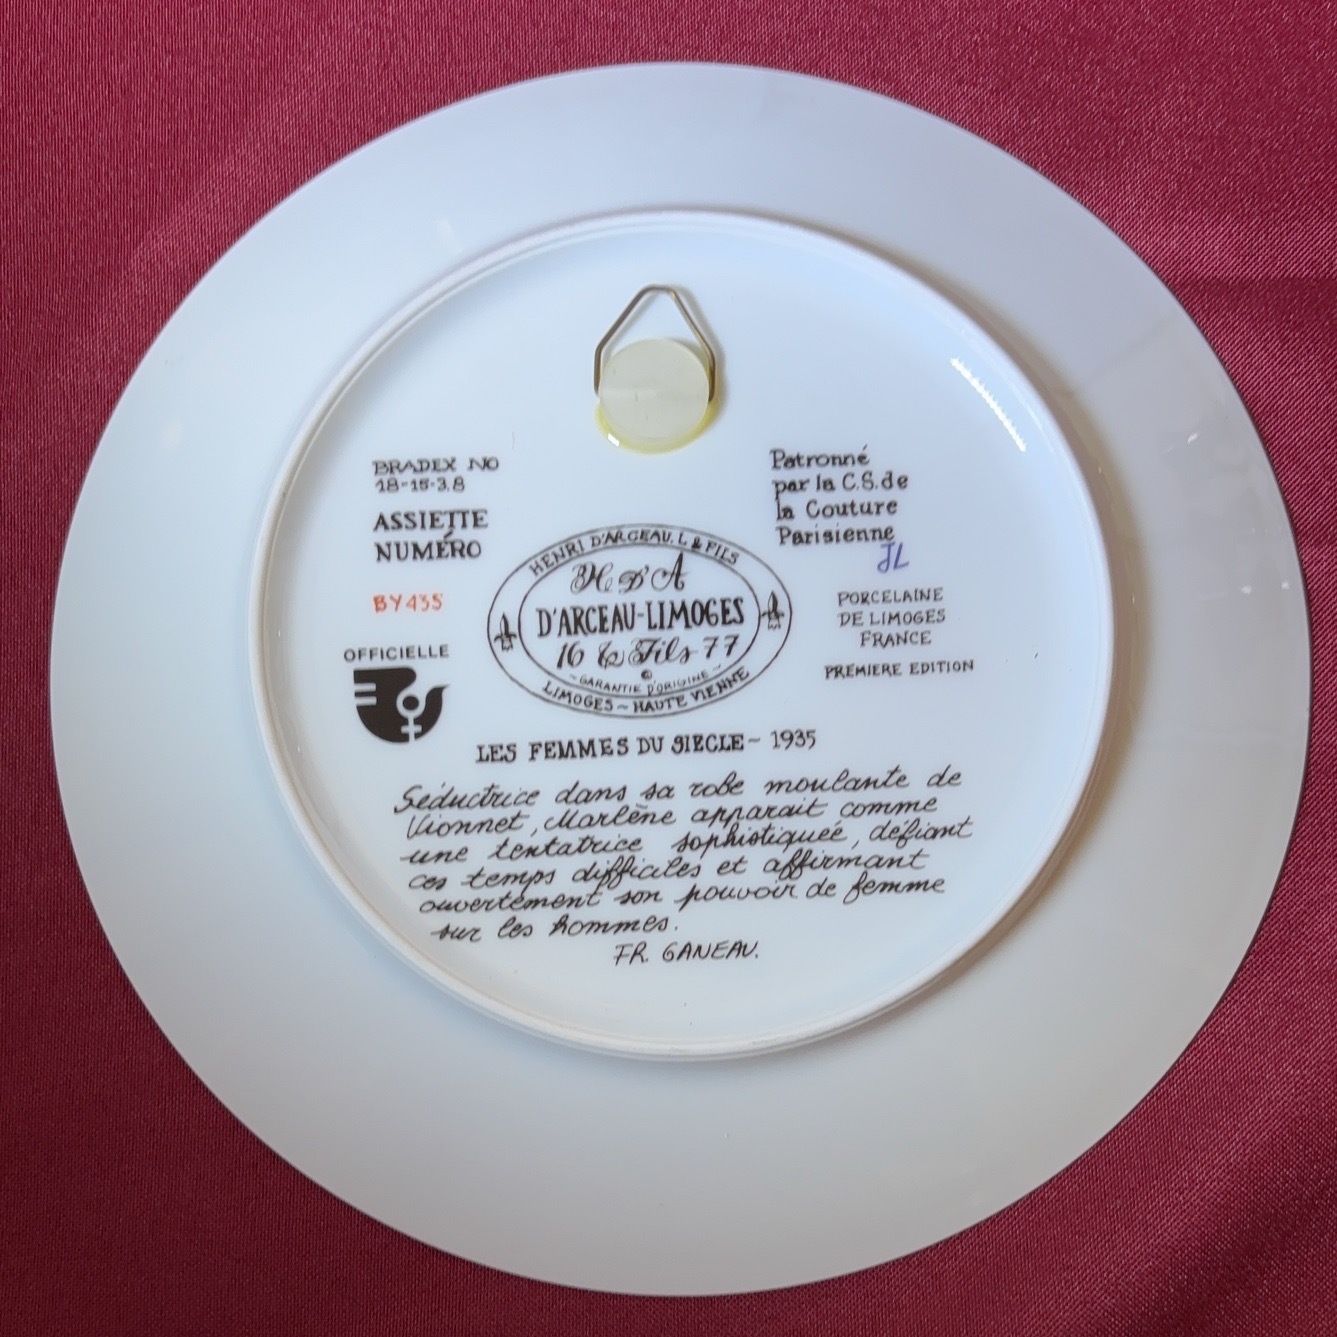 BRADEX NO
18-15-3.8
ASSIETTE
NUMÉRO
BY435
OFFICIELLE
Patronné
par la C.S. de
la Couture
Parisienne
JL
PORCELAINE
DE LIMOGES
FRANCE
PREMIERE EDITION
HENRI D'ARCEAU. L & FILS
H D'A
D'ARCEAU-LIMOGES
16 & Fils 77
©
~GARANTIE D'ORIGINE~
LIMOGES ~ HAUTE VIENNE
LES FEMMES DU SIECLE ~ 1935
Séductrice dans sa robe moulante de
Vionnet, Marlène apparait comme
une tentatrice sophistiqueé, défiant
ces temps difficiles et affirmant
ouvertement son pouvoir de femme
sur les hommes.
FR. GANEAU.